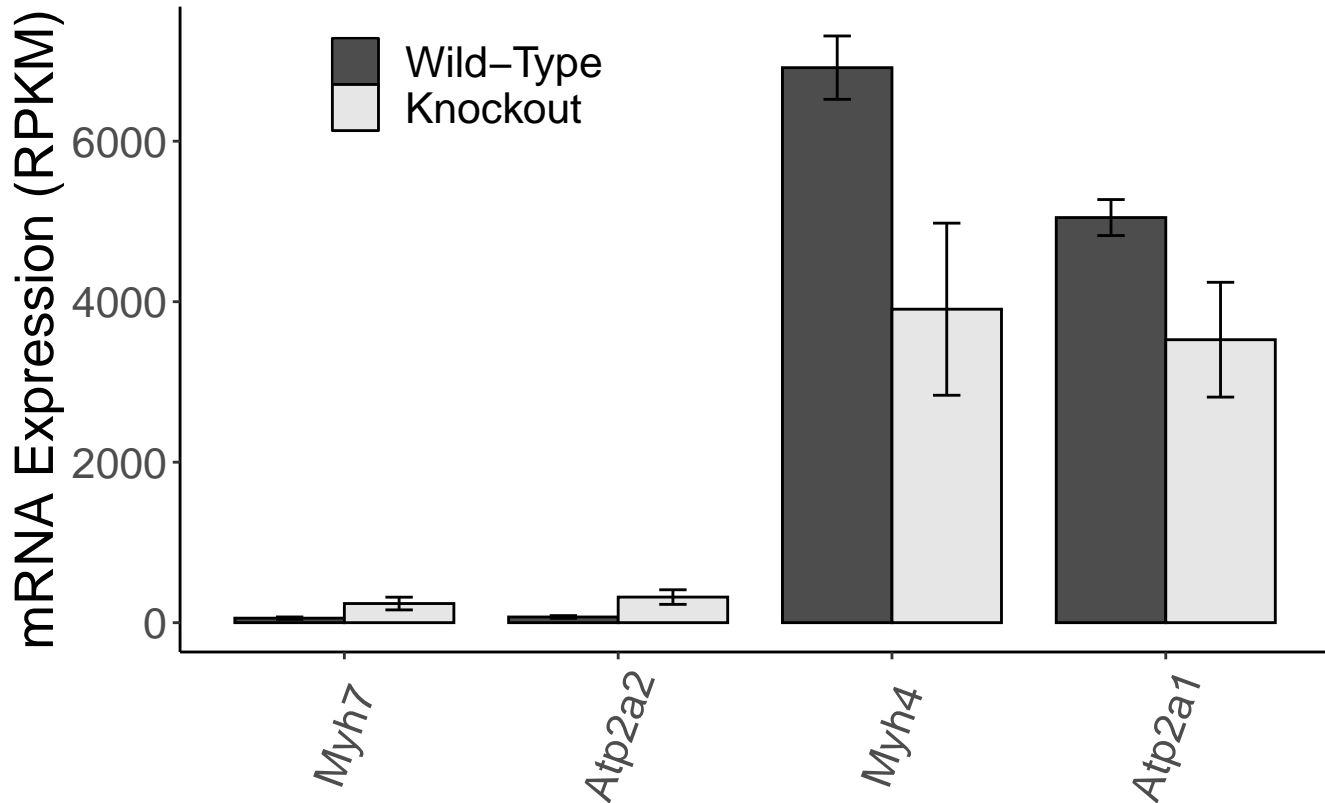 mRNA Expression (RPKM)
Wild−Type
Knockout
6000
4000
2000
0
Myh7
Atp2a2
Myh4
Atp2a1